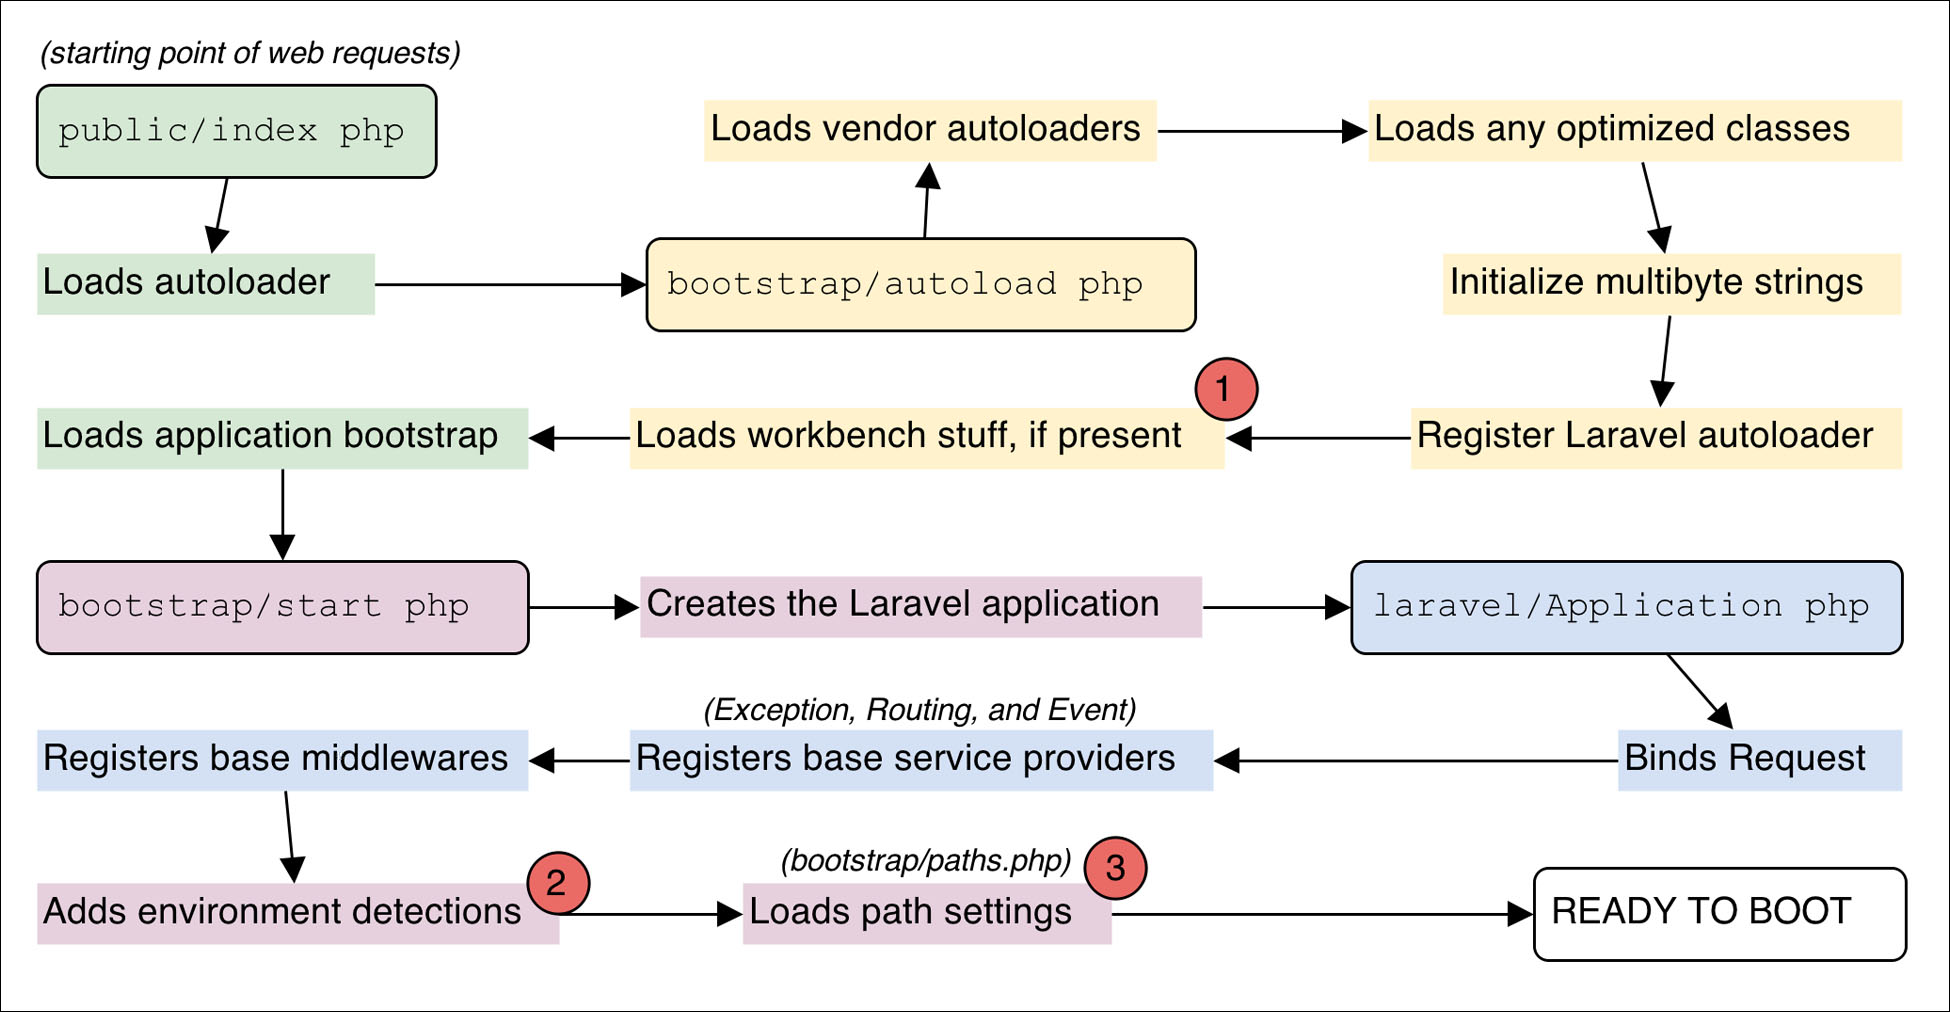 (starting point of web requests)
public/index php
Loads vendor autoloaders
Loads any optimized classes
Loads autoloader
bootstrap/autoload php
Initialize multibyte strings
1
Loads application bootstrap
Loads workbench stuff, if present
Register Laravel autoloader
bootstrap/start php
Creates the Laravel application
laravel/Application php
(Exception, Routing, and Event)
Registers base middlewares
Registers base service providers
Binds Request
(bootstrap/paths.php)
2
3
Adds environment detections
Loads path settings
READY TO BOOT